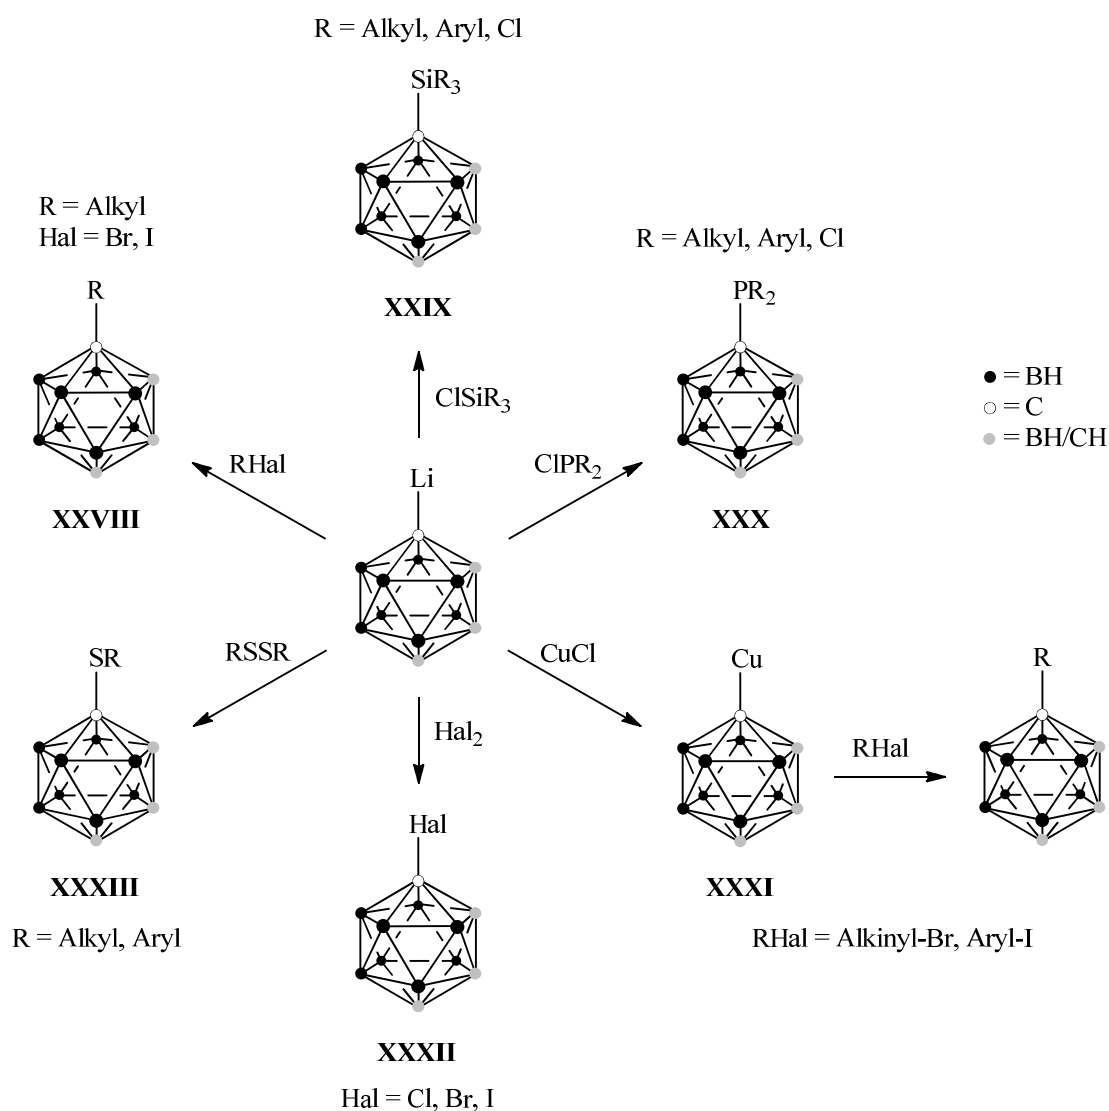 R = Alkyl, Aryl, Cl
SiR3
R = Alkyl
Hal = Br, I
R = Alkyl, Aryl, Cl
R
XXIX
PR2
= BH
= C
= BH/CH
ClSiR3
RHal
ClPR2
Li
XXVIII
XXX
RSSR
CuCl
SR
Cu
R
Hal2
RHal
Hal
XXXIII
XXXI
R = Alkyl, Aryl
RHal = Alkinyl-Br, Aryl-I
XXXII
Hal = Cl, Br, I